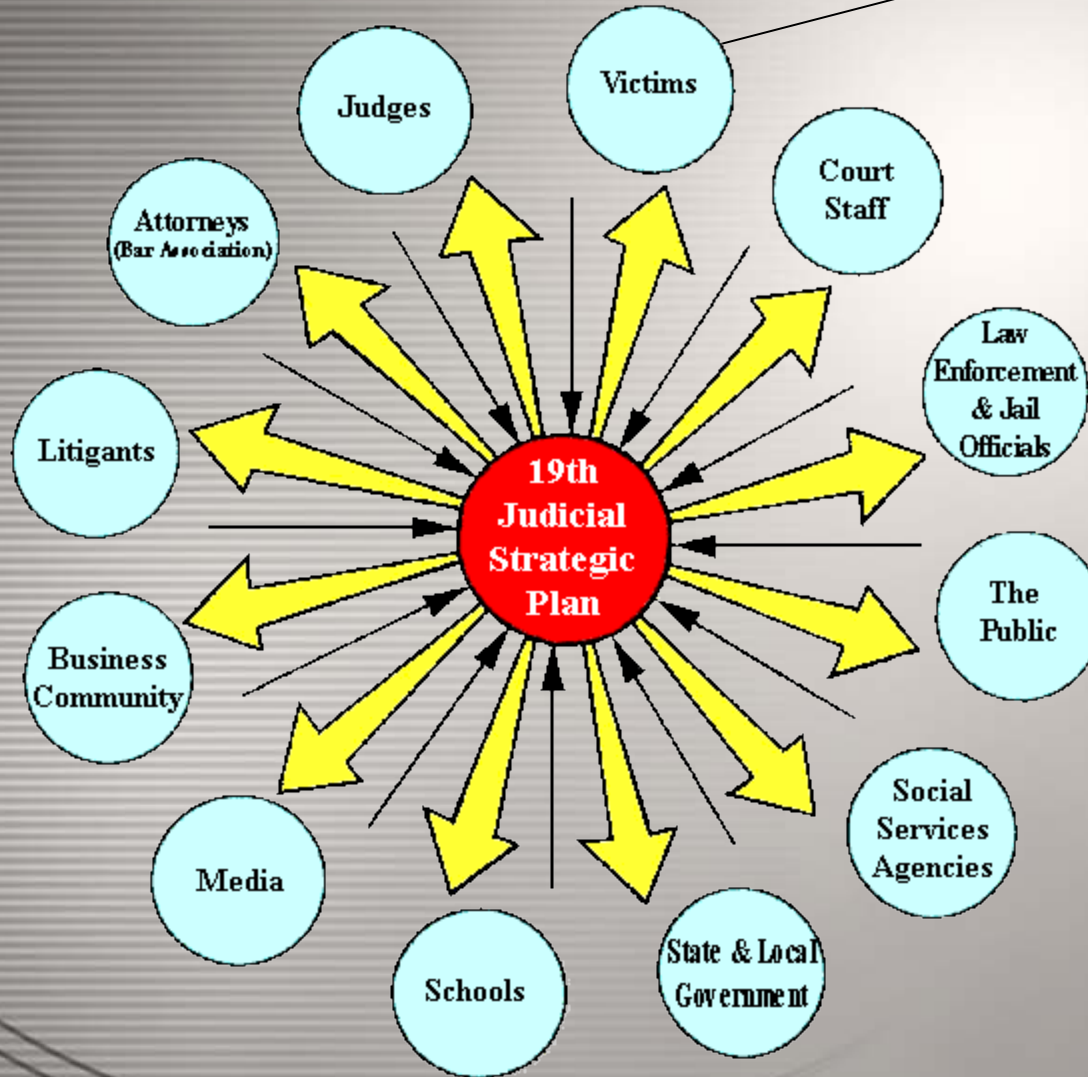 Victims
Judges
Court
Staff
Attorneys
(Bar Association)
Law
Enforcement
& Jail
Officials
Litigants
19th
Judicial
Strategic
Plan
The
Public
Business
Community
Social
Services
Agencies
Media
State & Local
Government
Schools